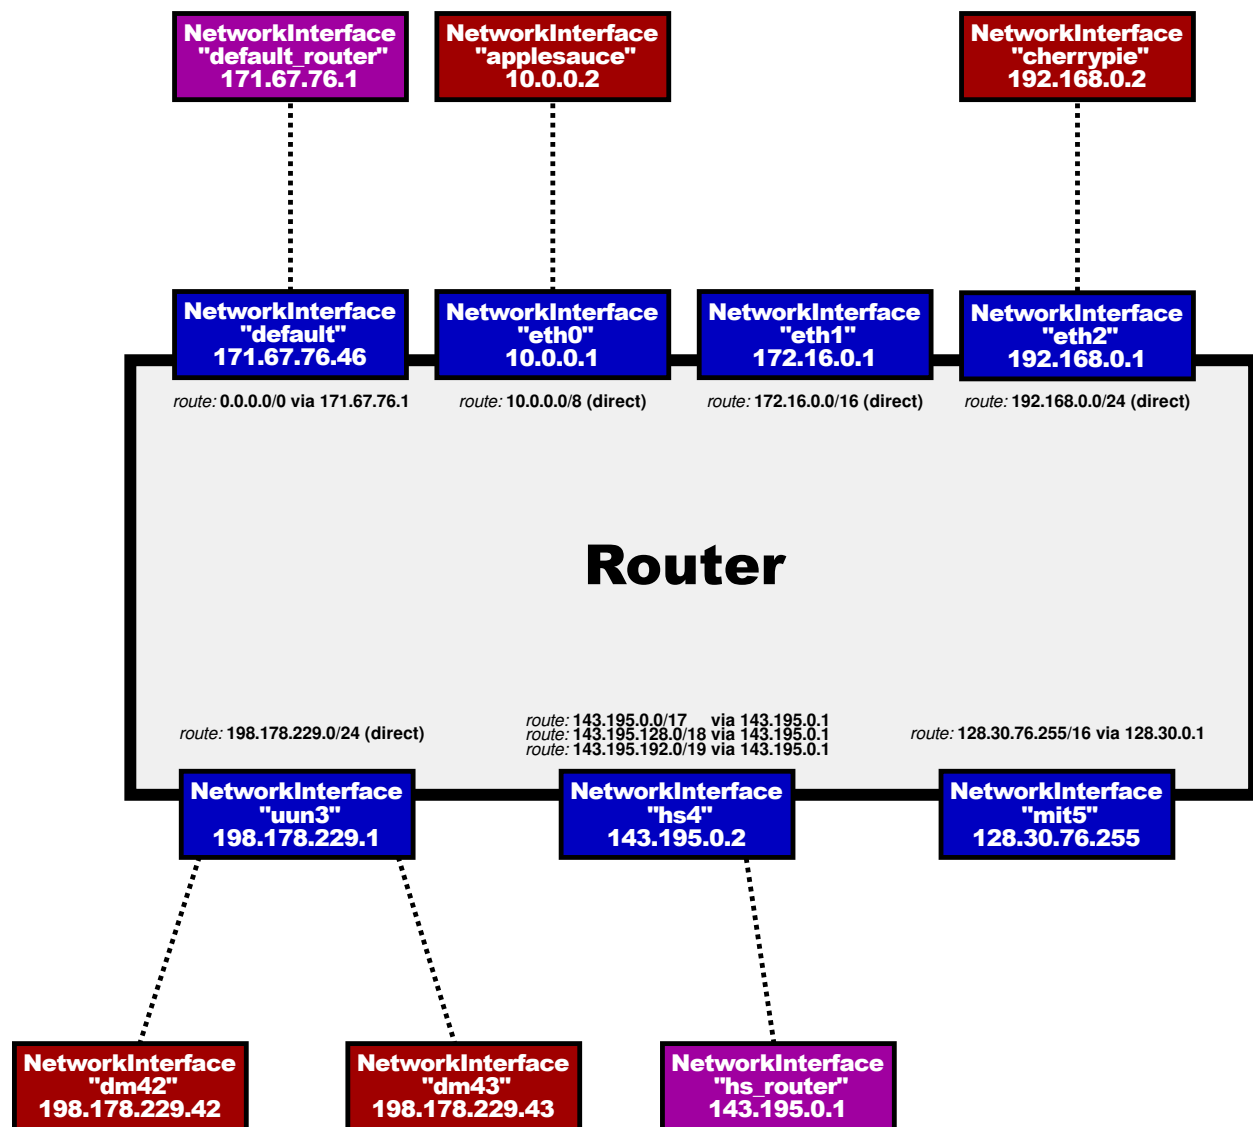 NetworkInterface
"default_router"
171.67.76.1
NetworkInterface
"applesauce"
10.0.0.2
NetworkInterface
"cherrypie"
192.168.0.2
NetworkInterface
"default"
171.67.76.46
NetworkInterface
"eth0"
10.0.0.1
NetworkInterface
"eth1"
172.16.0.1
NetworkInterface
"eth2"
192.168.0.1
route: 0.0.0.0/0 via 171.67.76.1
route: 10.0.0.0/8 (direct)
route: 172.16.0.0/16 (direct)
route: 192.168.0.0/24 (direct)
Router
route: 198.178.229.0/24 (direct)
route: 143.195.0.0/17 via 143.195.0.1
route: 143.195.128.0/18 via 143.195.0.1
route: 143.195.192.0/19 via 143.195.0.1
route: 128.30.76.255/16 via 128.30.0.1
NetworkInterface
"uun3"
198.178.229.1
NetworkInterface
"hs4"
143.195.0.2
NetworkInterface
"mit5"
128.30.76.255
NetworkInterface
"dm42"
198.178.229.42
NetworkInterface
"dm43"
198.178.229.43
NetworkInterface
"hs_router"
143.195.0.1